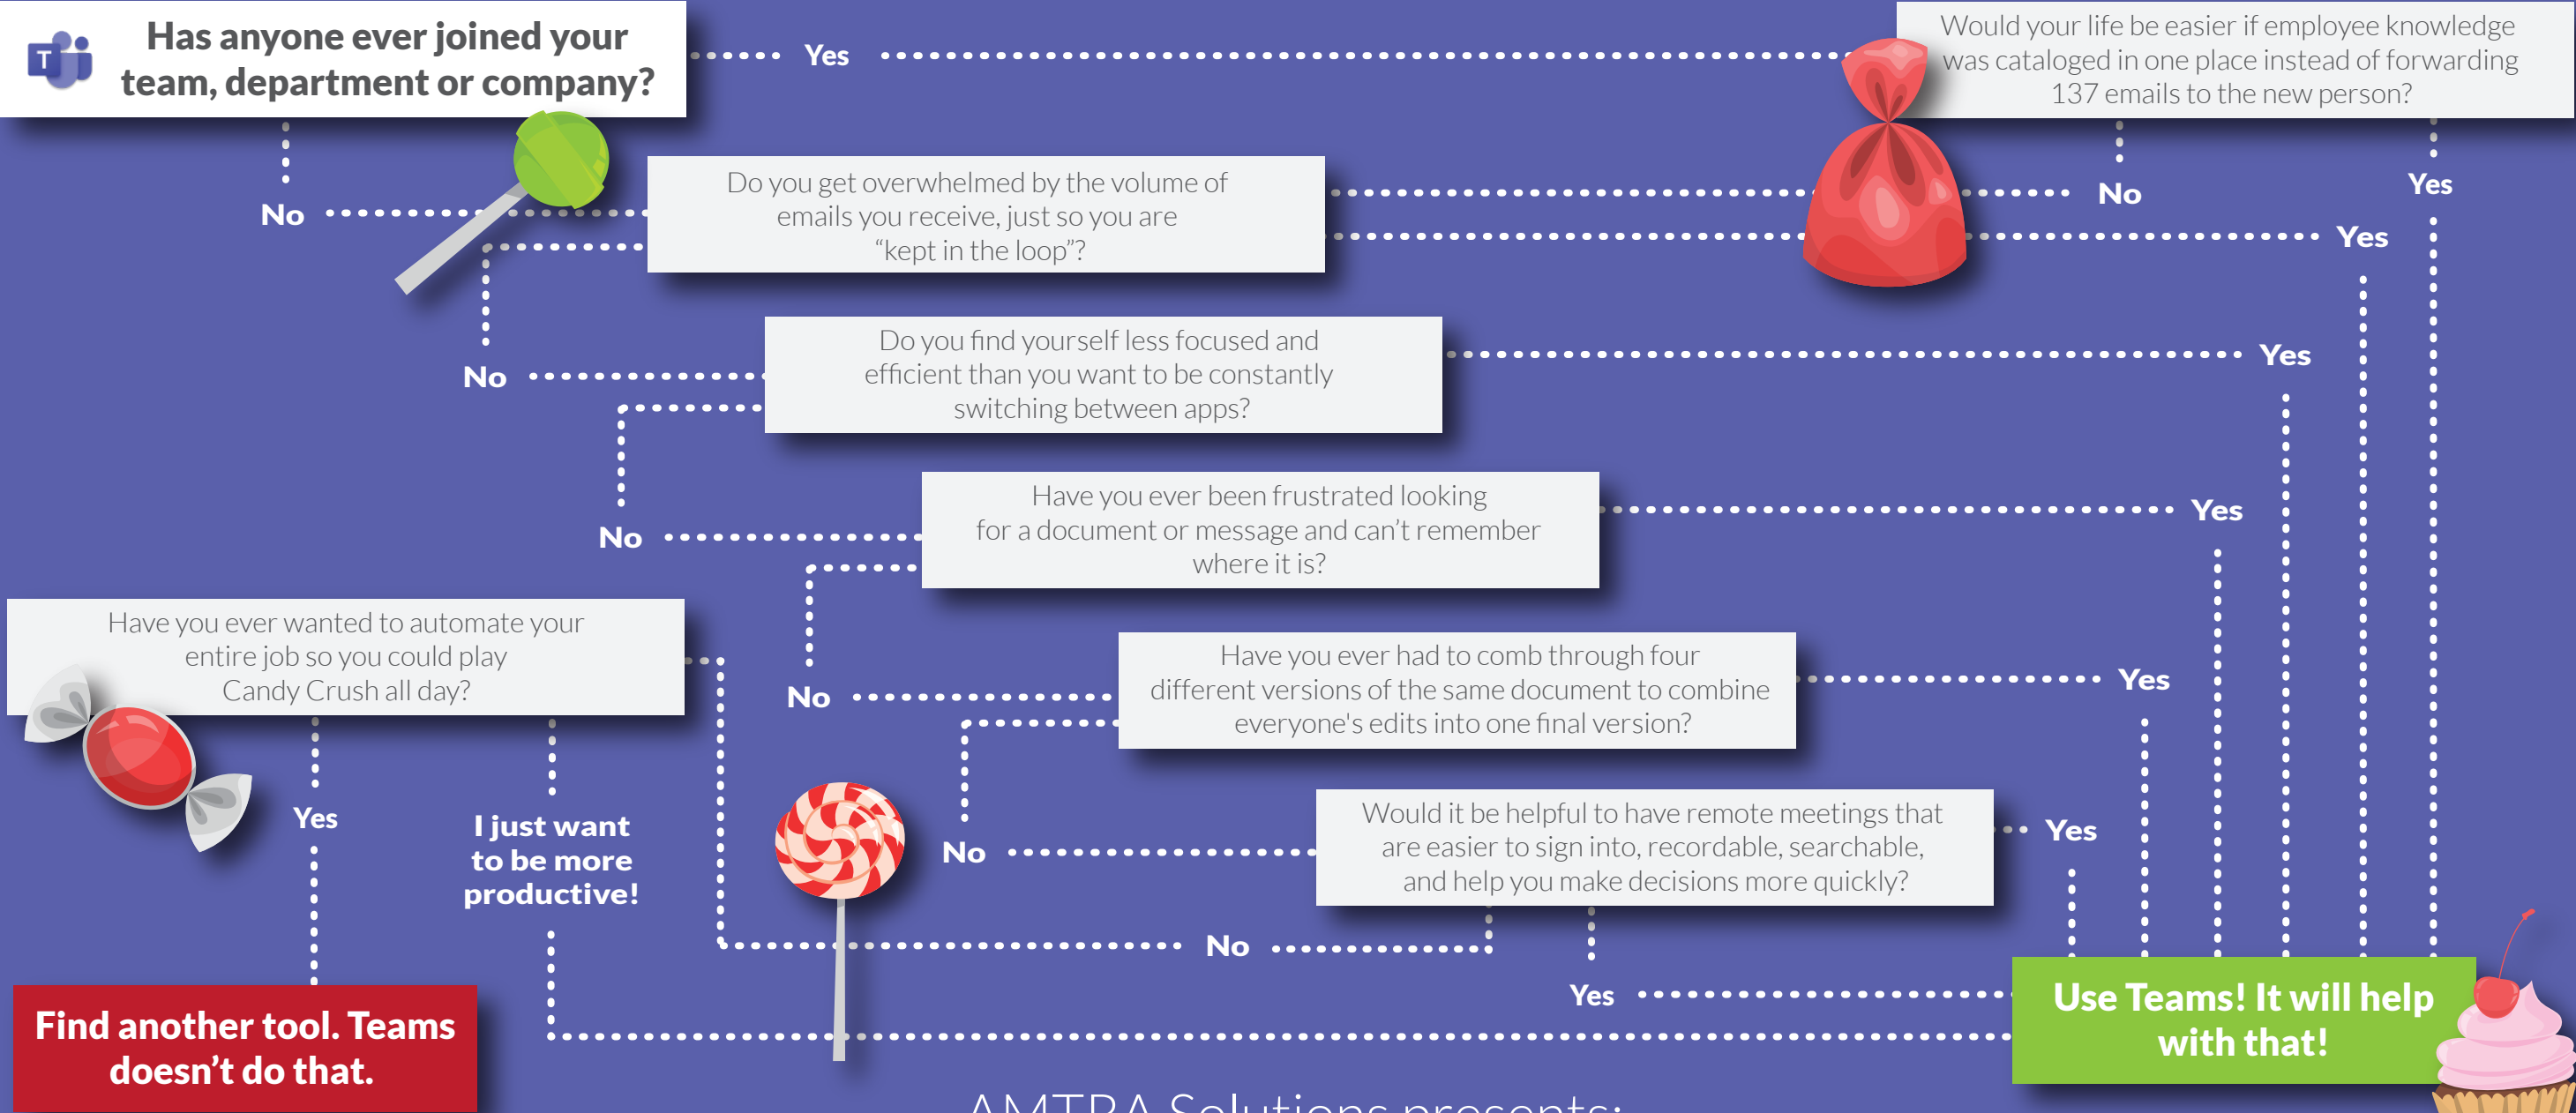 T
Has anyone ever joined your
team, department or company?
Yes
Would your life be easier if employee knowledge
was cataloged in one place instead of forwarding
137 emails to the new person?
No
Yes
No
Do you get overwhelmed by the volume of
emails you receive, just so you are
“kept in the loop”?
Yes
No
Do you find yourself less focused and
efficient than you want to be constantly
switching between apps?
Yes
No
Have you ever been frustrated looking
for a document or message and can’t remember
where it is?
Yes
No
Have you ever had to comb through four
different versions of the same document to combine
everyone's edits into one final version?
Yes
No
Would it be helpful to have remote meetings that
are easier to sign into, recordable, searchable,
and help you make decisions more quickly?
Yes
No
Yes
Have you ever wanted to automate your
entire job so you could play
Candy Crush all day?
Yes
I just want
to be more
productive!
Find another tool. Teams
doesn’t do that.
Use Teams! It will help
with that!
AMTRA Solutions presents: